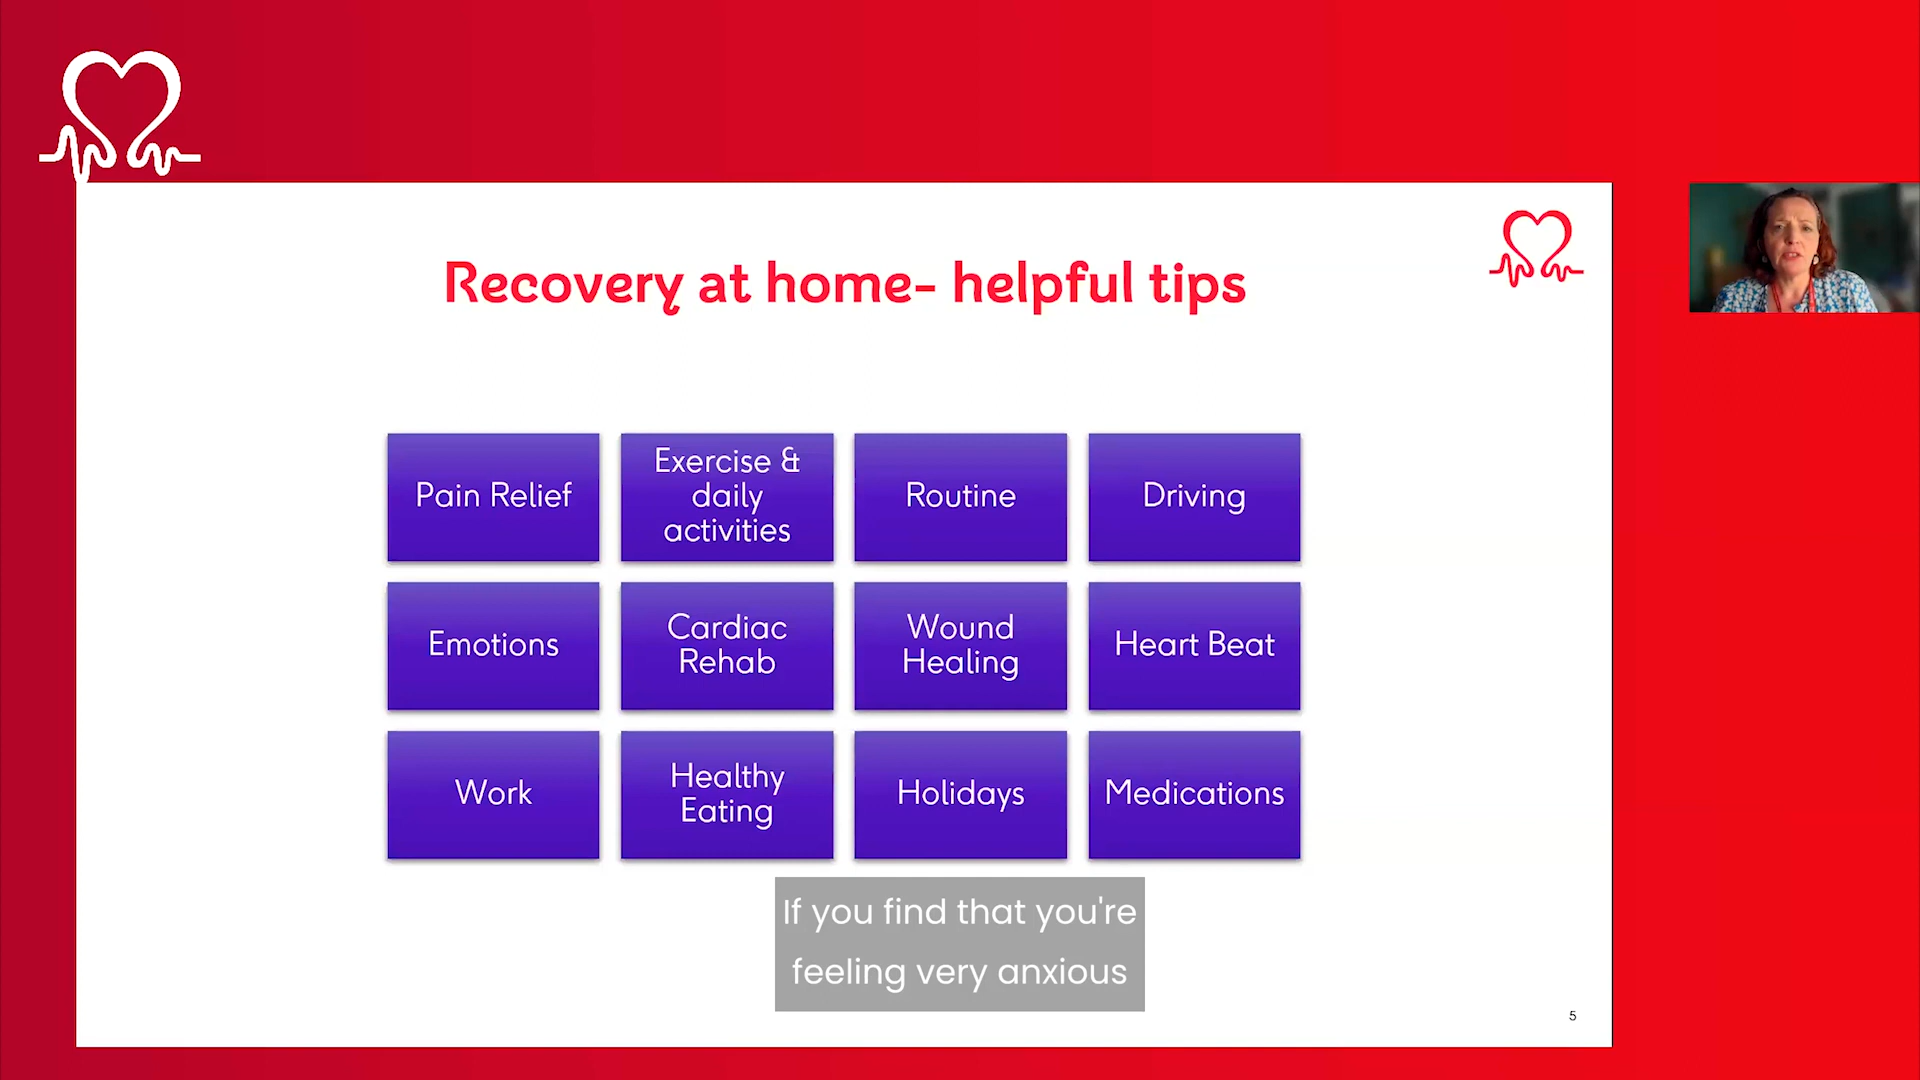 Recovery at home- helpful tips
Pain Relief
Exercise &
daily
activities
Routine
Driving
Emotions
Cardiac
Rehab
Wound
Healing
Heart Beat
Work
Healthy
Eating
Holidays
Medications
If you find that you're
feeling very anxious
5